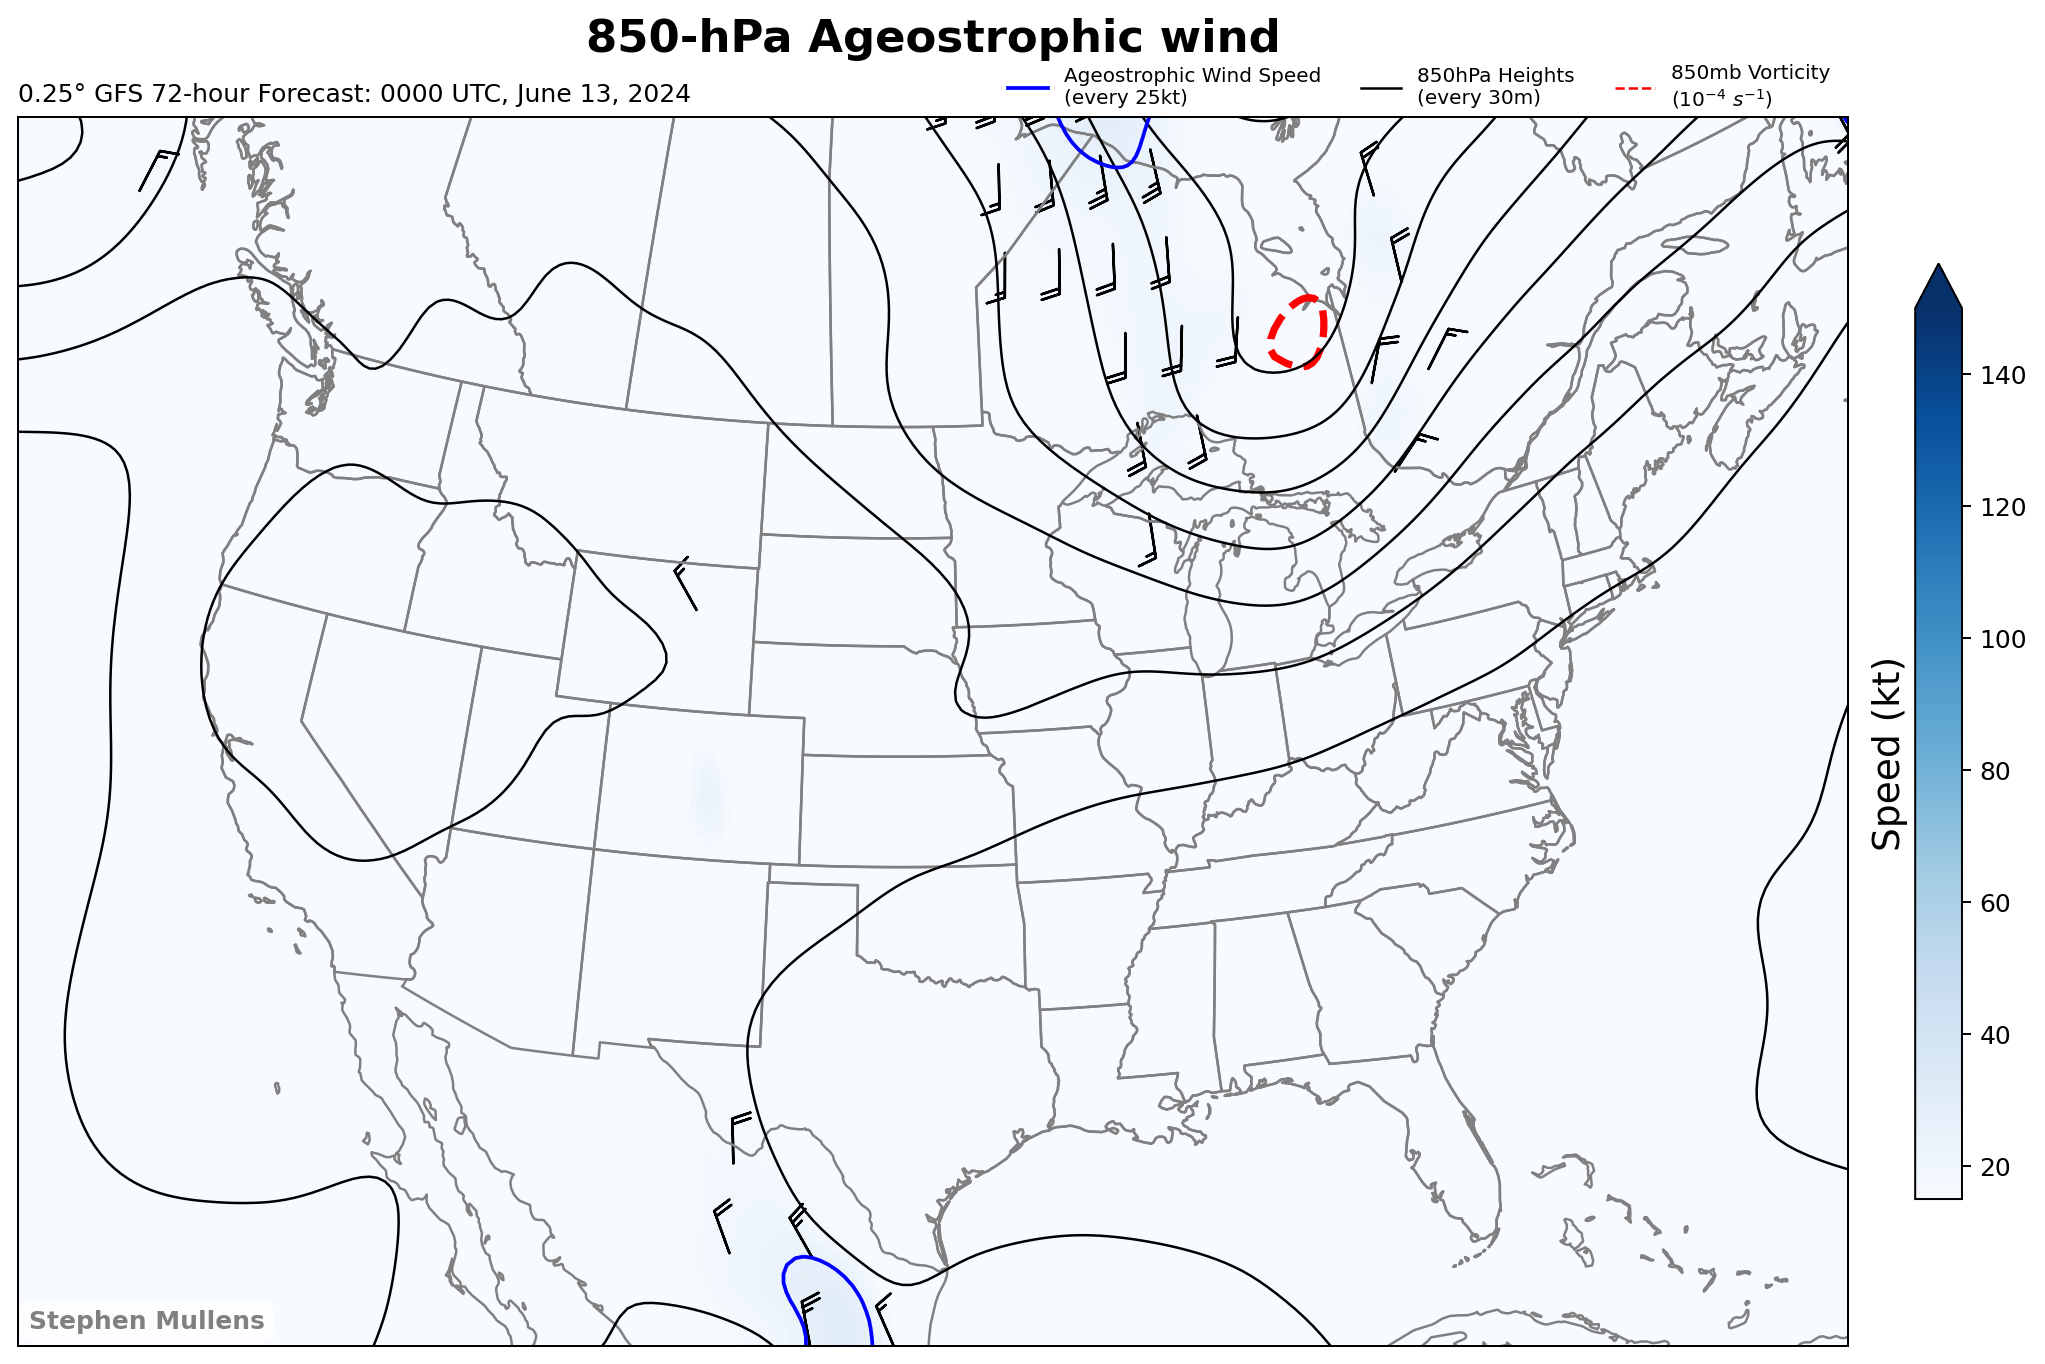 850-hPa Ageostrophic wind
0.25° GFS 72-hour Forecast: 0000 UTC, June 13, 2024
Ageostrophic Wind Speed
(every 25kt)
850hPa Heights
(every 30m)
850mb Vorticity
(10⁻⁴ s⁻¹)
140
120
100
80
60
40
20
Speed (kt)
Stephen Mullens